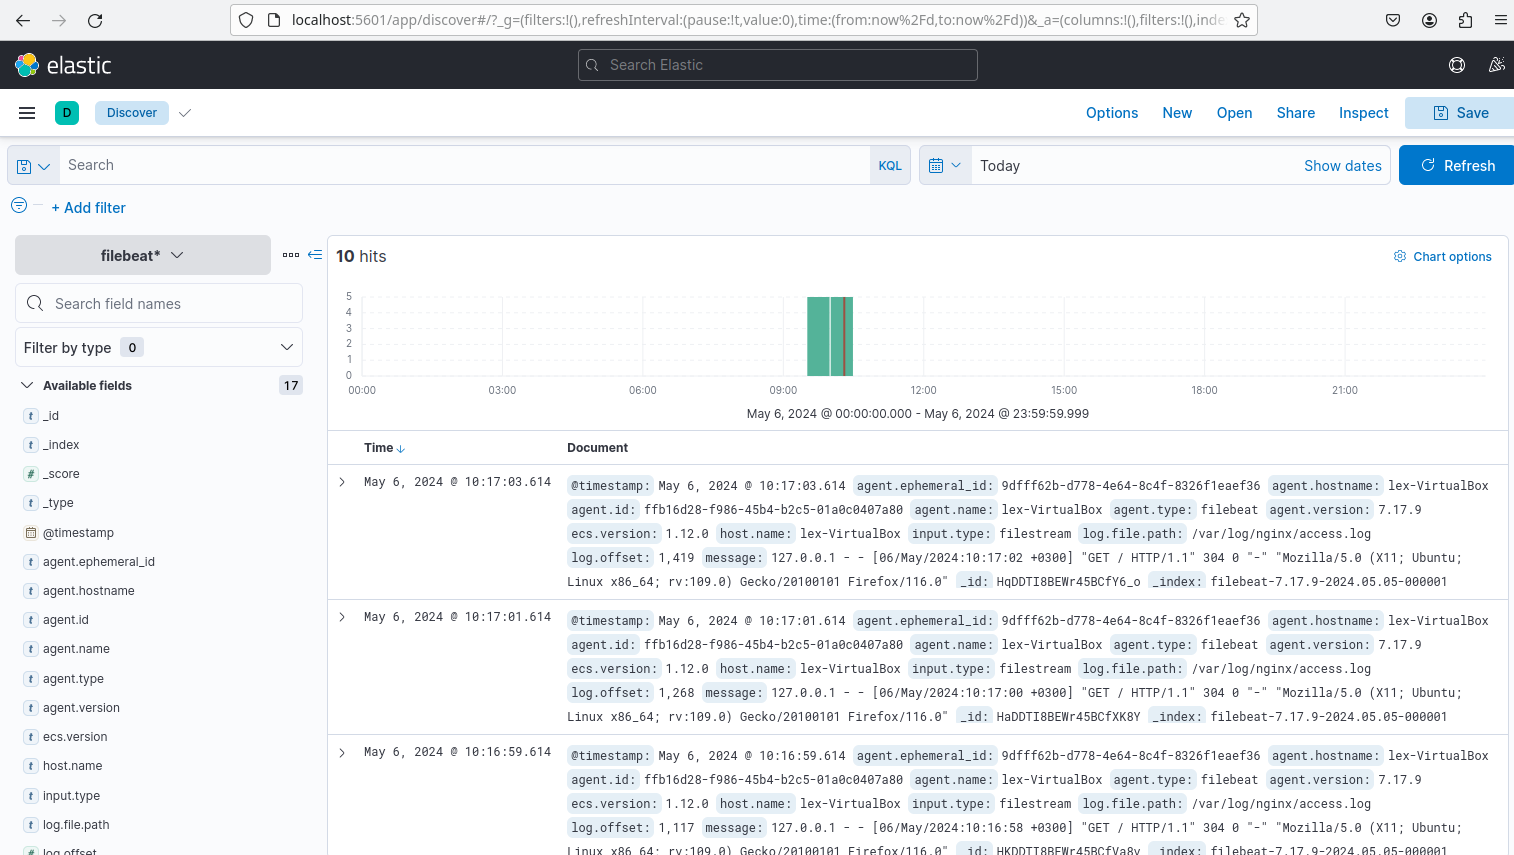 localhost:5601/app/discover#/?_g=(filters:!(),refreshInterval:(pause:!t,value:0),time:(from:now%2Fd,to:now%2Fd))&_a=(columns:!(),filters:!(),inde
elastic
Search Elastic
D
Discover
Options New Open Share Inspect Save
Search
KQL
Today
Show dates
Refresh
+ Add filter
filebeat*
Search field names
Filter by type 0
Available fields 17
t _id
t _index
# _score
t _type
@timestamp
t agent.ephemeral_id
t agent.hostname
t agent.id
t agent.name
t agent.type
t agent.version
t ecs.version
t host.name
t input.type
t log.file.path
# log.offset
10 hits
Chart options
5
4
3
2
1
0
00:00 03:00 06:00 09:00 12:00 15:00 18:00 21:00
May 6, 2024 @ 00:00:00.000 - May 6, 2024 @ 23:59:59.999
Time Document
May 6, 2024 @ 10:17:03.614
@timestamp: May 6, 2024 @ 10:17:03.614 agent.ephemeral_id: 9dfff62b-d778-4e64-8c4f-8326f1eaef36 agent.hostname: lex-VirtualBox
agent.id: ffb16d28-f986-45b4-b2c5-01a0c0407a80 agent.name: lex-VirtualBox agent.type: filebeat agent.version: 7.17.9
ecs.version: 1.12.0 host.name: lex-VirtualBox input.type: filestream log.file.path: /var/log/nginx/access.log
log.offset: 1,419 message: 127.0.0.1 - - [06/May/2024:10:17:02 +0300] "GET / HTTP/1.1" 304 0 "-" "Mozilla/5.0 (X11; Ubuntu;
Linux x86_64; rv:109.0) Gecko/20100101 Firefox/116.0" _id: HqDDTI8BEWr45BCfY6_o _index: filebeat-7.17.9-2024.05.05-000001
May 6, 2024 @ 10:17:01.614
@timestamp: May 6, 2024 @ 10:17:01.614 agent.ephemeral_id: 9dfff62b-d778-4e64-8c4f-8326f1eaef36 agent.hostname: lex-VirtualBox
agent.id: ffb16d28-f986-45b4-b2c5-01a0c0407a80 agent.name: lex-VirtualBox agent.type: filebeat agent.version: 7.17.9
ecs.version: 1.12.0 host.name: lex-VirtualBox input.type: filestream log.file.path: /var/log/nginx/access.log
log.offset: 1,268 message: 127.0.0.1 - - [06/May/2024:10:17:00 +0300] "GET / HTTP/1.1" 304 0 "-" "Mozilla/5.0 (X11; Ubuntu;
Linux x86_64; rv:109.0) Gecko/20100101 Firefox/116.0" _id: HaDDTI8BEWr45BCfXK8Y _index: filebeat-7.17.9-2024.05.05-000001
May 6, 2024 @ 10:16:59.614
@timestamp: May 6, 2024 @ 10:16:59.614 agent.ephemeral_id: 9dfff62b-d778-4e64-8c4f-8326f1eaef36 agent.hostname: lex-VirtualBox
agent.id: ffb16d28-f986-45b4-b2c5-01a0c0407a80 agent.name: lex-VirtualBox agent.type: filebeat agent.version: 7.17.9
ecs.version: 1.12.0 host.name: lex-VirtualBox input.type: filestream log.file.path: /var/log/nginx/access.log
log.offset: 1,117 message: 127.0.0.1 - - [06/May/2024:10:16:58 +0300] "GET / HTTP/1.1" 304 0 "-" "Mozilla/5.0 (X11; Ubuntu;
Linux x86_64; rv:109.0) Gecko/20100101 Firefox/116.0" _id: HKDDTI8BEWr45BCfVa8v _index: filebeat-7.17.9-2024.05.05-000001